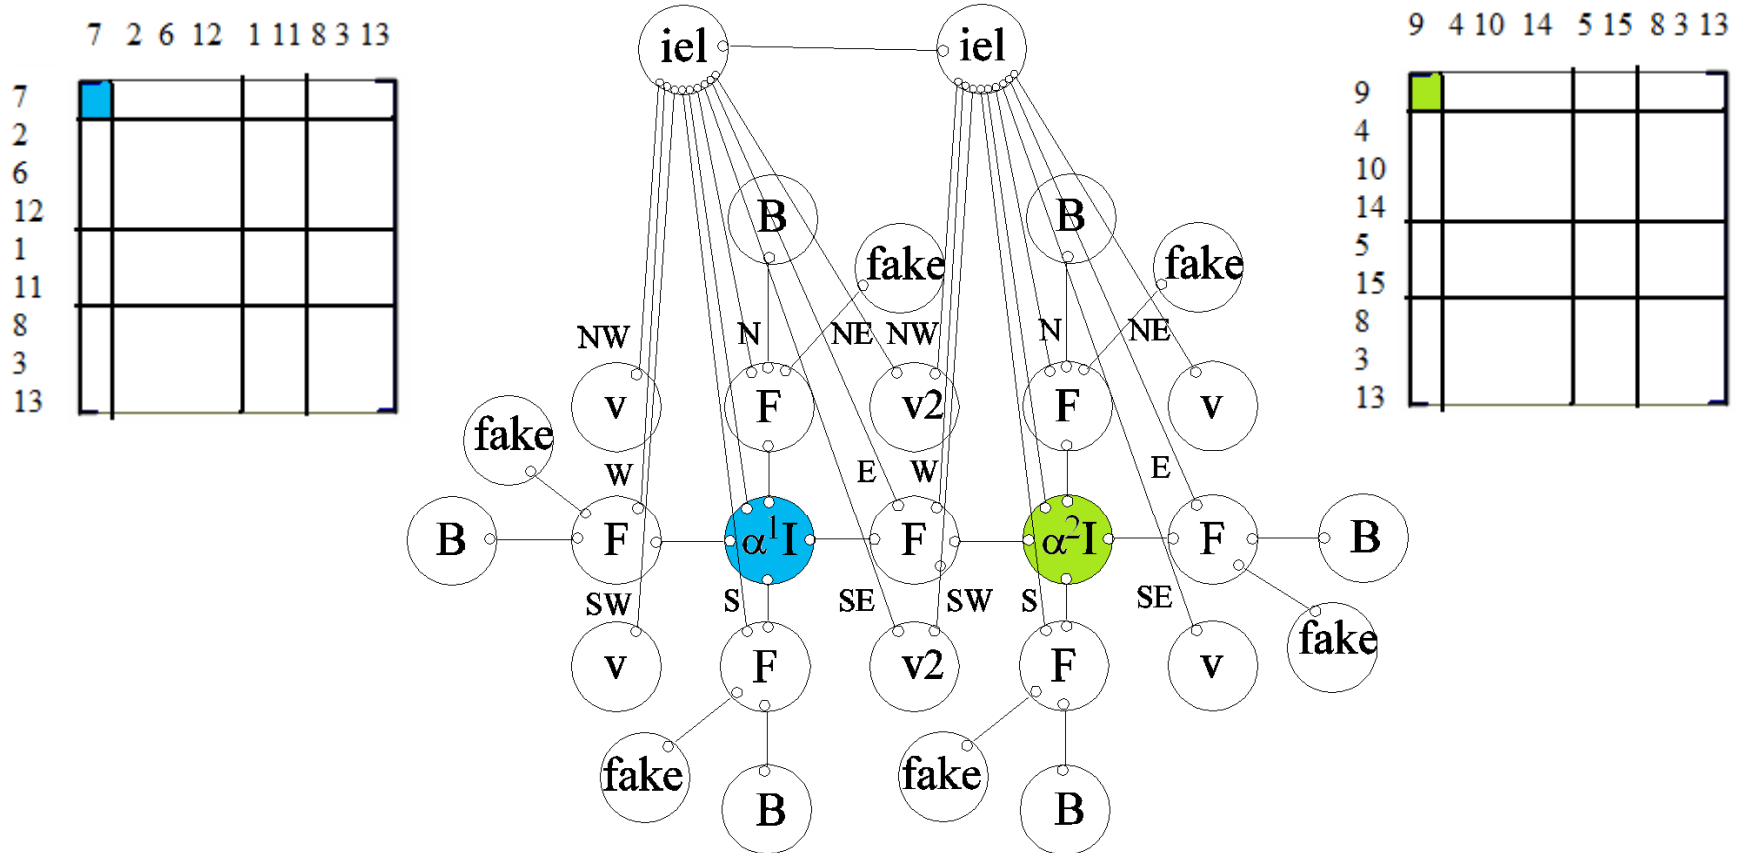 7 2 6 12 1 11 8 3 13
7
2
6
12
1
11
8
3
13
iel iel
B B
fake fake
NW N NE NW N NE
v F v2 F v
fake
W E W E
B F α¹I F α²I F B
SW S SE SW S SE
v F v2 F v
fake
fake fake
B B
9 4 10 14 5 15 8 3 13
9
4
10
14
5
15
8
3
13